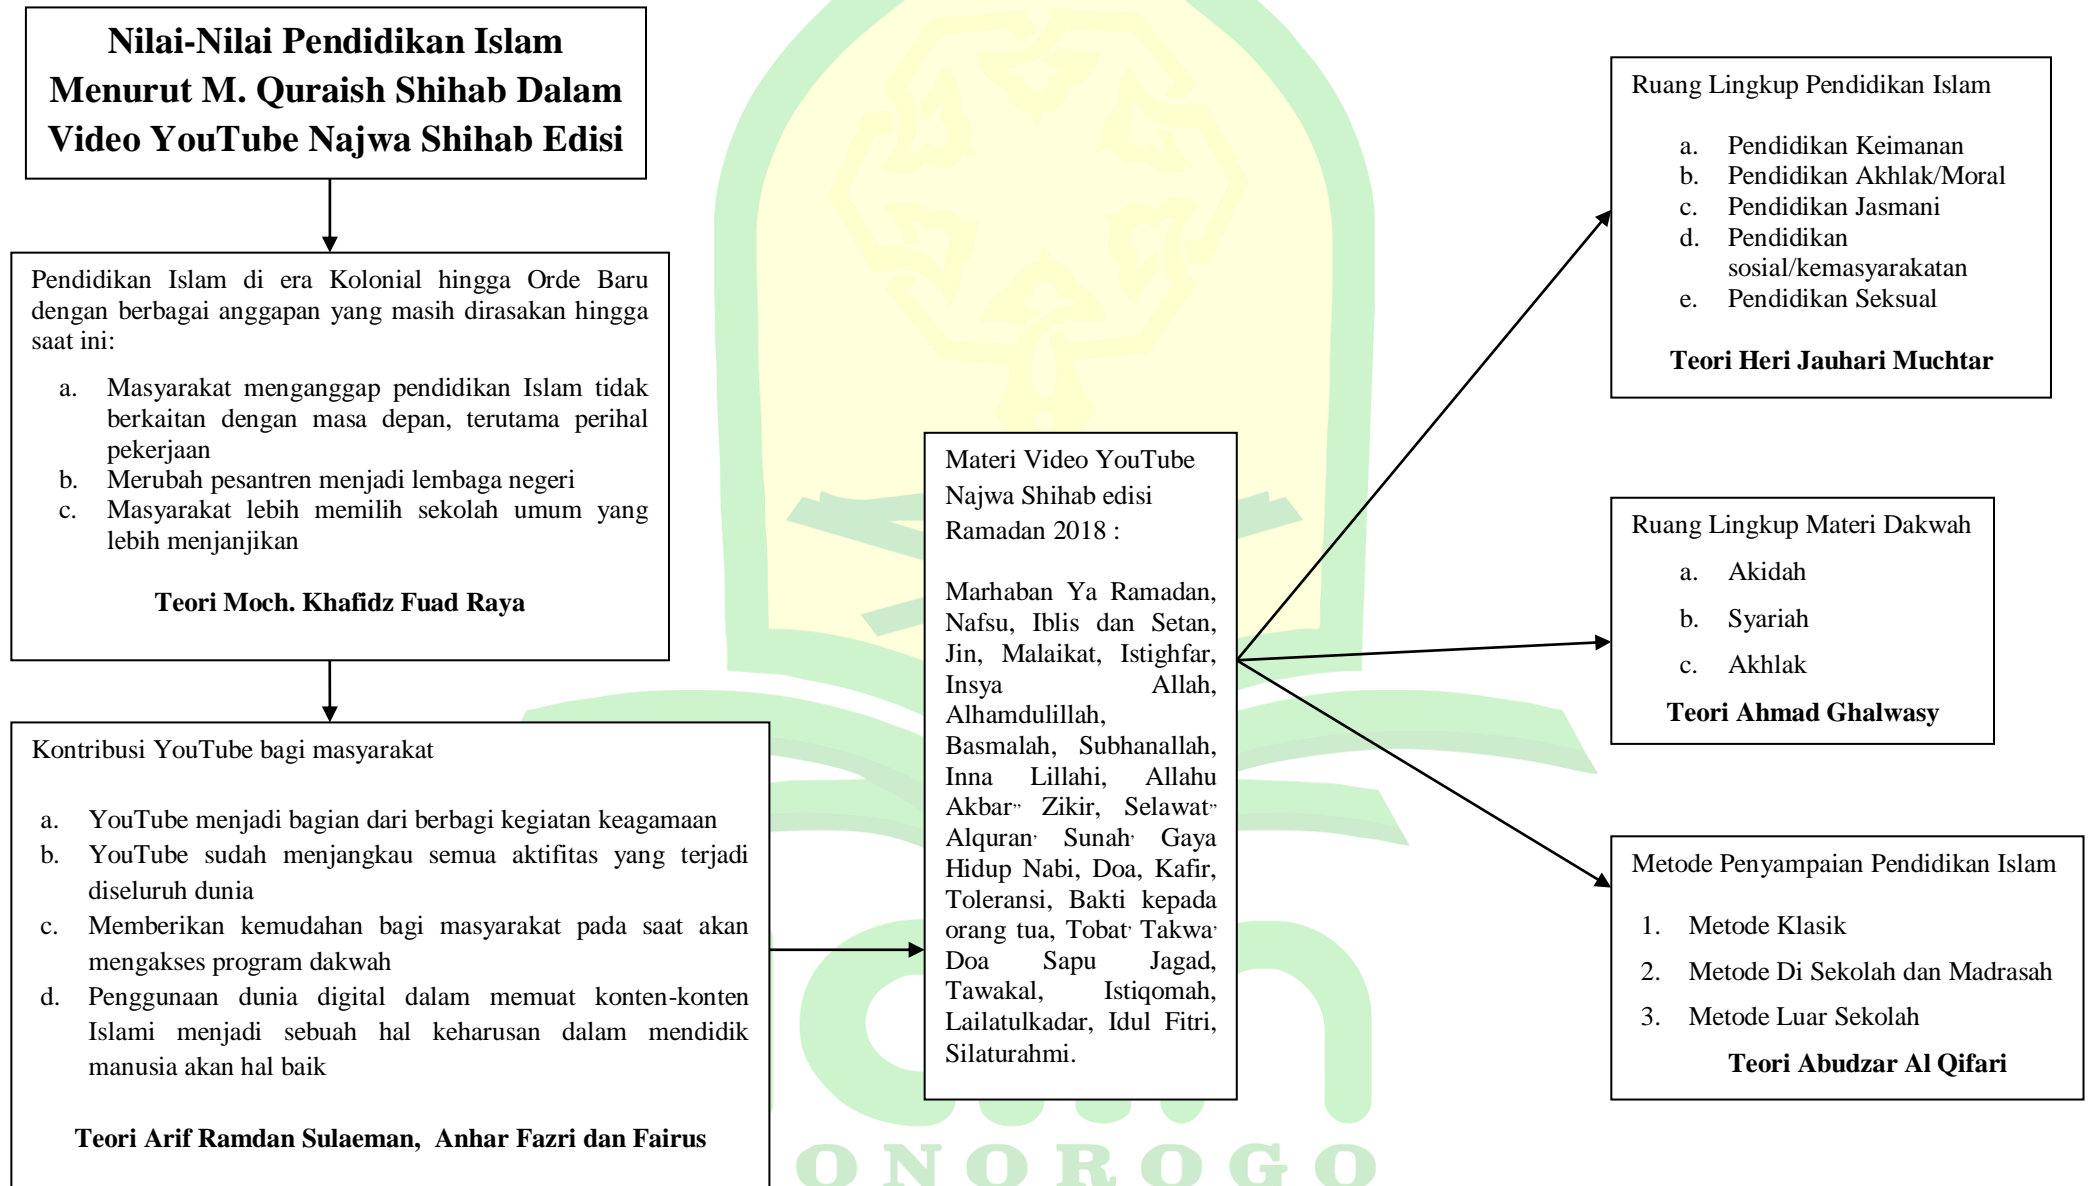 Nilai-Nilai Pendidikan Islam
Menurut M. Quraish Shihab Dalam
Video YouTube Najwa Shihab Edisi
Pendidikan Islam di era Kolonial hingga Orde Baru
dengan berbagai anggapan yang masih dirasakan hingga
saat ini:
a. Masyarakat menganggap pendidikan Islam tidak
berkaitan dengan masa depan, terutama perihal
pekerjaan
b. Merubah pesantren menjadi lembaga negeri
c. Masyarakat lebih memilih sekolah umum yang
lebih menjanjikan
Teori Moch. Khafidz Fuad Raya
Kontribusi YouTube bagi masyarakat
a. YouTube menjadi bagian dari berbagi kegiatan keagamaan
b. YouTube sudah menjangkau semua aktifitas yang terjadi
diseluruh dunia
c. Memberikan kemudahan bagi masyarakat pada saat akan
mengakses program dakwah
d. Penggunaan dunia digital dalam memuat konten-konten
Islami menjadi sebuah hal keharusan dalam mendidik
manusia akan hal baik
Teori Arif Ramdan Sulaeman, Anhar Fazri dan Fairus
Materi Video YouTube
Najwa Shihab edisi
Ramadan 2018 :
Marhaban Ya Ramadan,
Nafsu, Iblis dan Setan,
Jin, Malaikat, Istighfar,
Insya Allah,
Alhamdulillah,
Basmalah, Subhanallah,
Inna Lillahi, Allahu
Akbar,, Zikir, Selawat,,
Alquran, Sunah, Gaya
Hidup Nabi, Doa, Kafir,
Toleransi, Bakti kepada
orang tua, Tobat, Takwa,
Doa Sapu Jagad,
Tawakal, Istiqomah,
Lailatulkadar, Idul Fitri,
Silaturahmi.
Ruang Lingkup Pendidikan Islam
a. Pendidikan Keimanan
b. Pendidikan Akhlak/Moral
c. Pendidikan Jasmani
d. Pendidikan
sosial/kemasyarakatan
e. Pendidikan Seksual
Teori Heri Jauhari Muchtar
Ruang Lingkup Materi Dakwah
a. Akidah
b. Syariah
c. Akhlak
Teori Ahmad Ghalwasy
Metode Penyampaian Pendidikan Islam
1. Metode Klasik
2. Metode Di Sekolah dan Madrasah
3. Metode Luar Sekolah
Teori Abudzar Al Qifari
ONOROGO